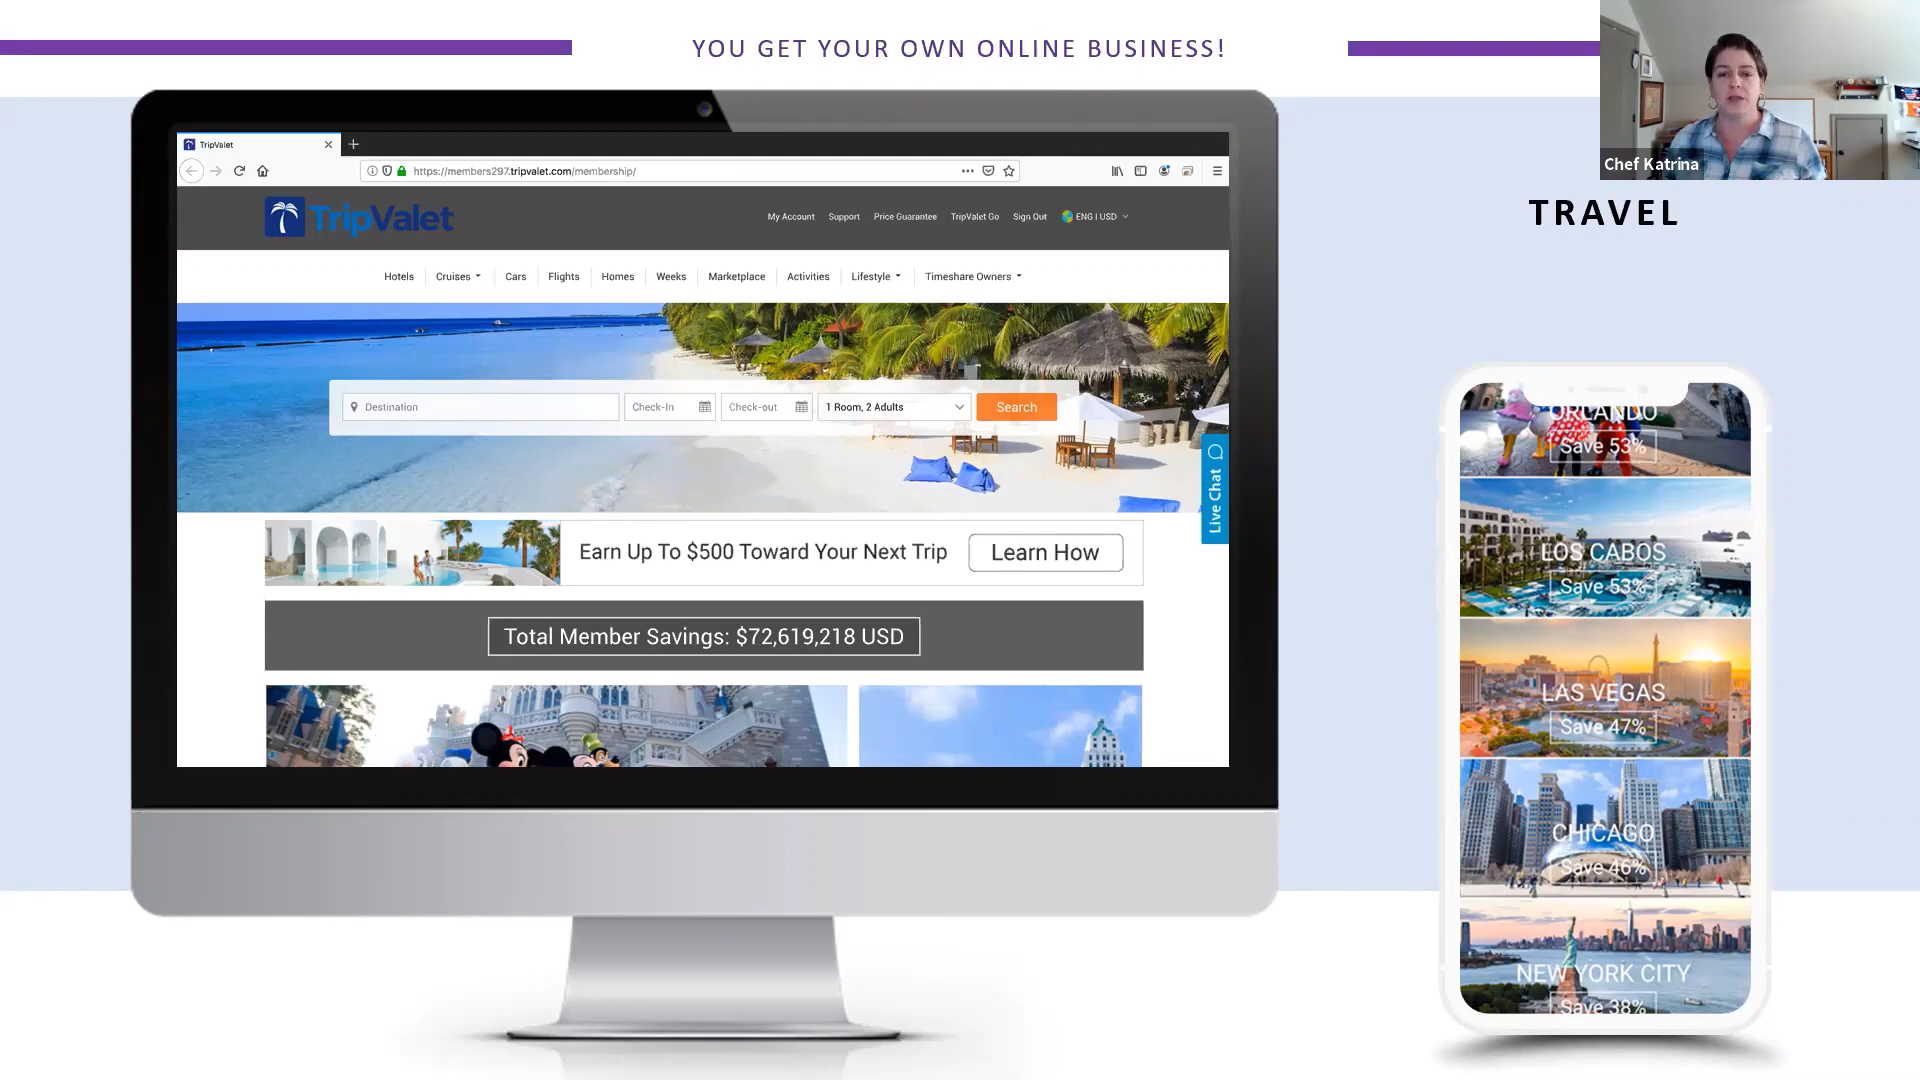 YOU GET YOUR OWN ONLINE BUSINESS!
Chef Katrina
TRAVEL
TripValet
https://members297.tripvalet.com/membership/
TripValet
My Account Support Price Guarantee TripValet Go Sign Out ENG | USD
Hotels Cruises Cars Flights Homes Weeks Marketplace Activities Lifestyle Timeshare Owners
Destination Check-In Check-out 1 Room, 2 Adults Search
Live Chat
Earn Up To $500 Toward Your Next Trip Learn How
Total Member Savings: $72,619,218 USD
ORLANDO
Save 53%
LOS CABOS
Save 53%
LAS VEGAS
Save 47%
CHICAGO
Save 46%
NEW YORK CITY
Save 38%